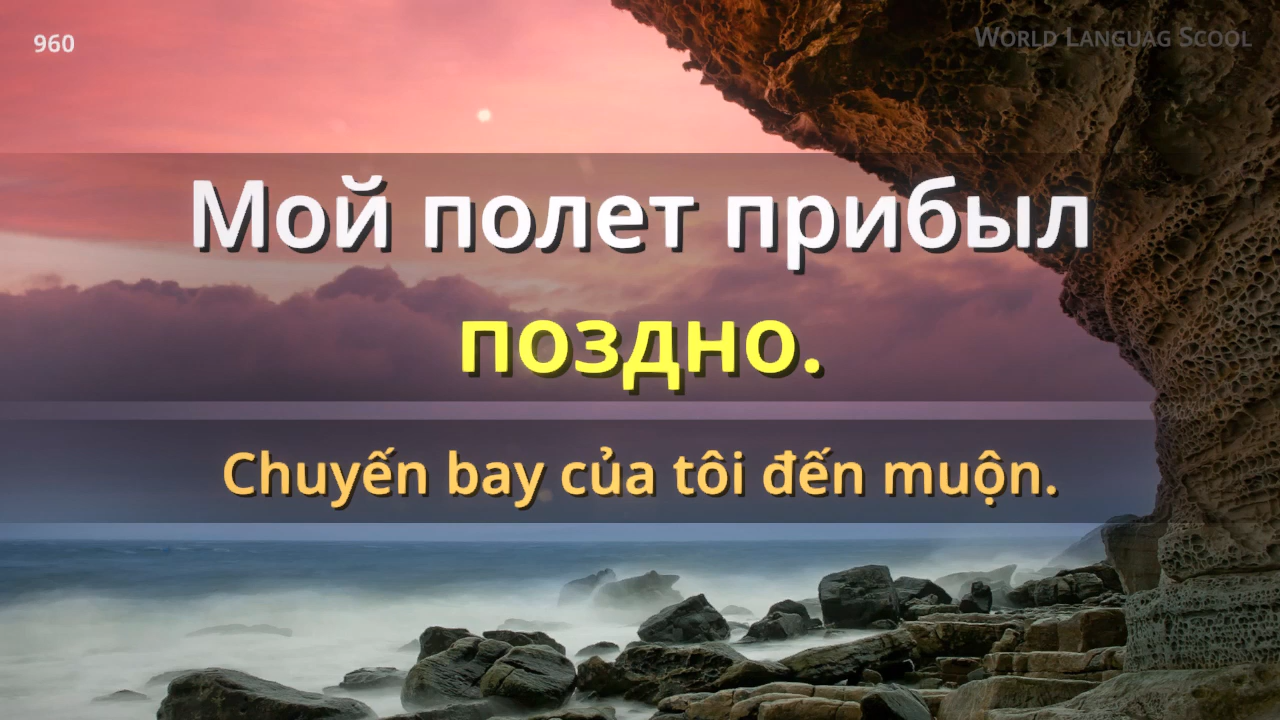 960
World Languag Scool
Мой полет прибыл
поздно.
Chuyến bay của tôi đến muộn.